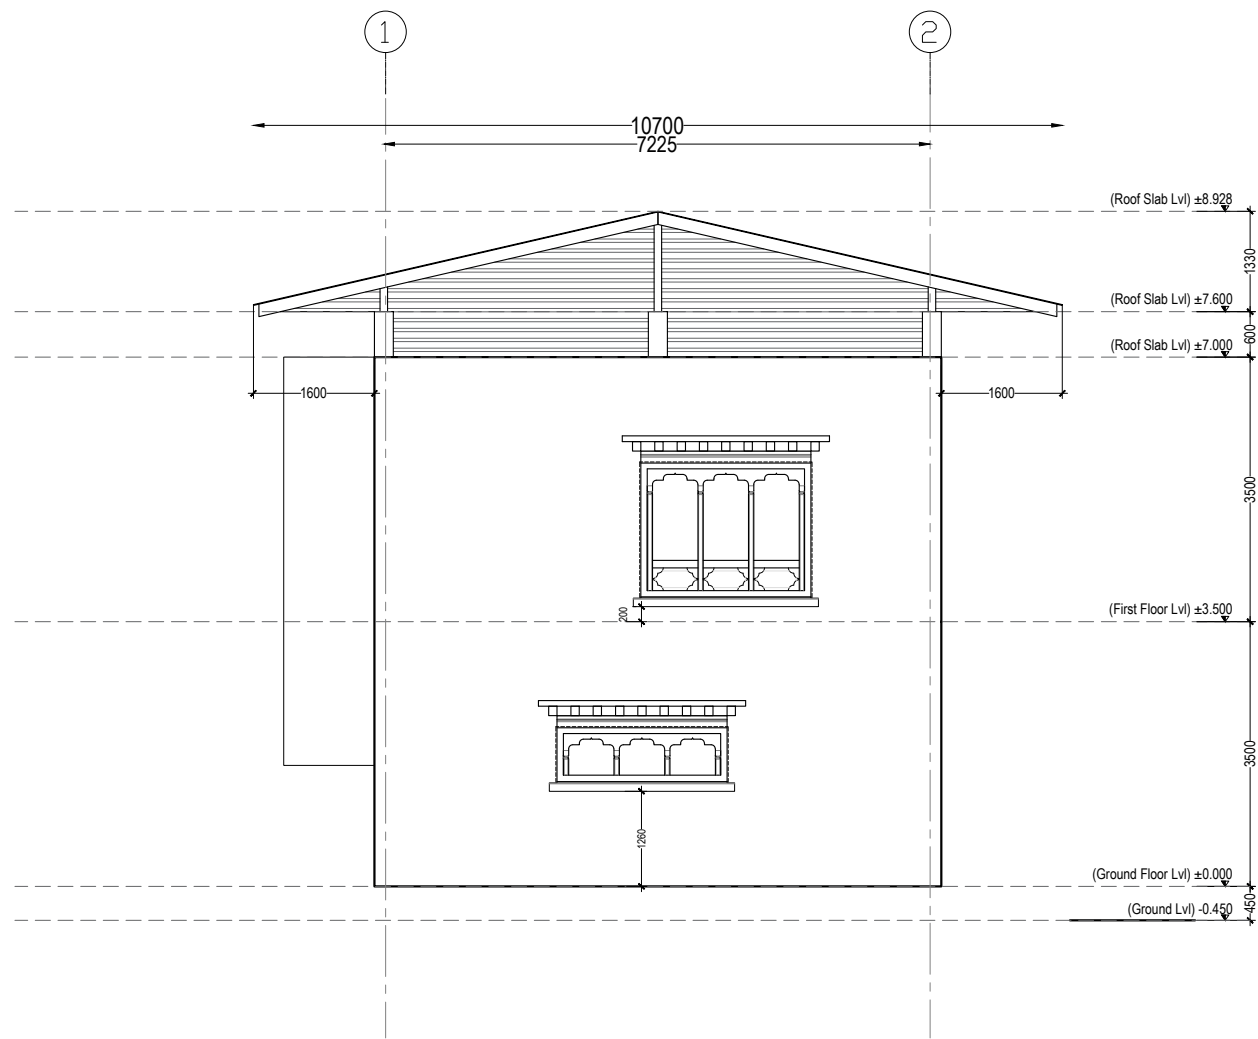 1
2
10700
7225
(Roof Slab Lvl) ±8.928
1330
(Roof Slab Lvl) ±7.600
600
(Roof Slab Lvl) ±7.000
1600
1600
3500
200
(First Floor Lvl) ±3.500
3500
1260
(Ground Floor Lvl) ±0.000
450
(Ground Lvl) -0.450